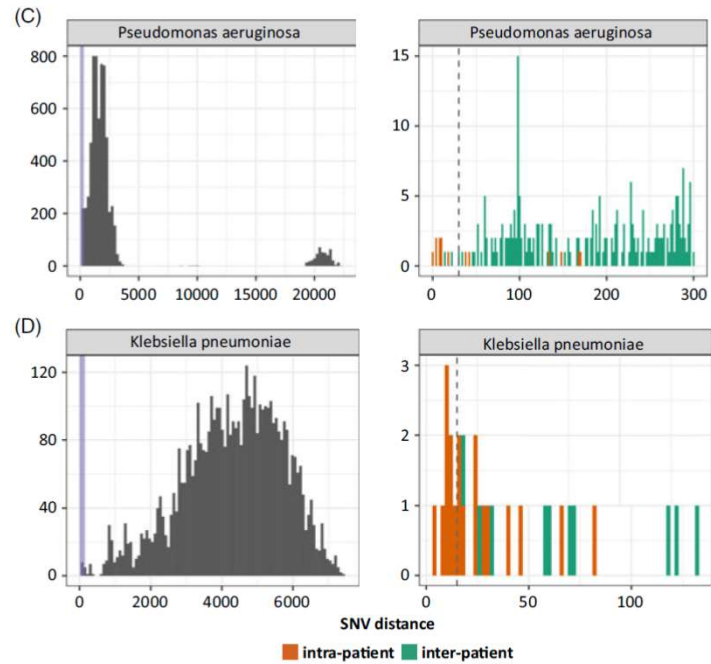 (C)
Pseudomonas aeruginosa
800
600
400
200
0
0 5000 10000 15000 20000
Pseudomonas aeruginosa
15
10
5
0
0 100 200 300
(D)
Klebsiella pneumoniae
120
80
40
0
0 2000 4000 6000
Klebsiella pneumoniae
3
2
1
0
0 50 100
SNV distance
intra-patient inter-patient